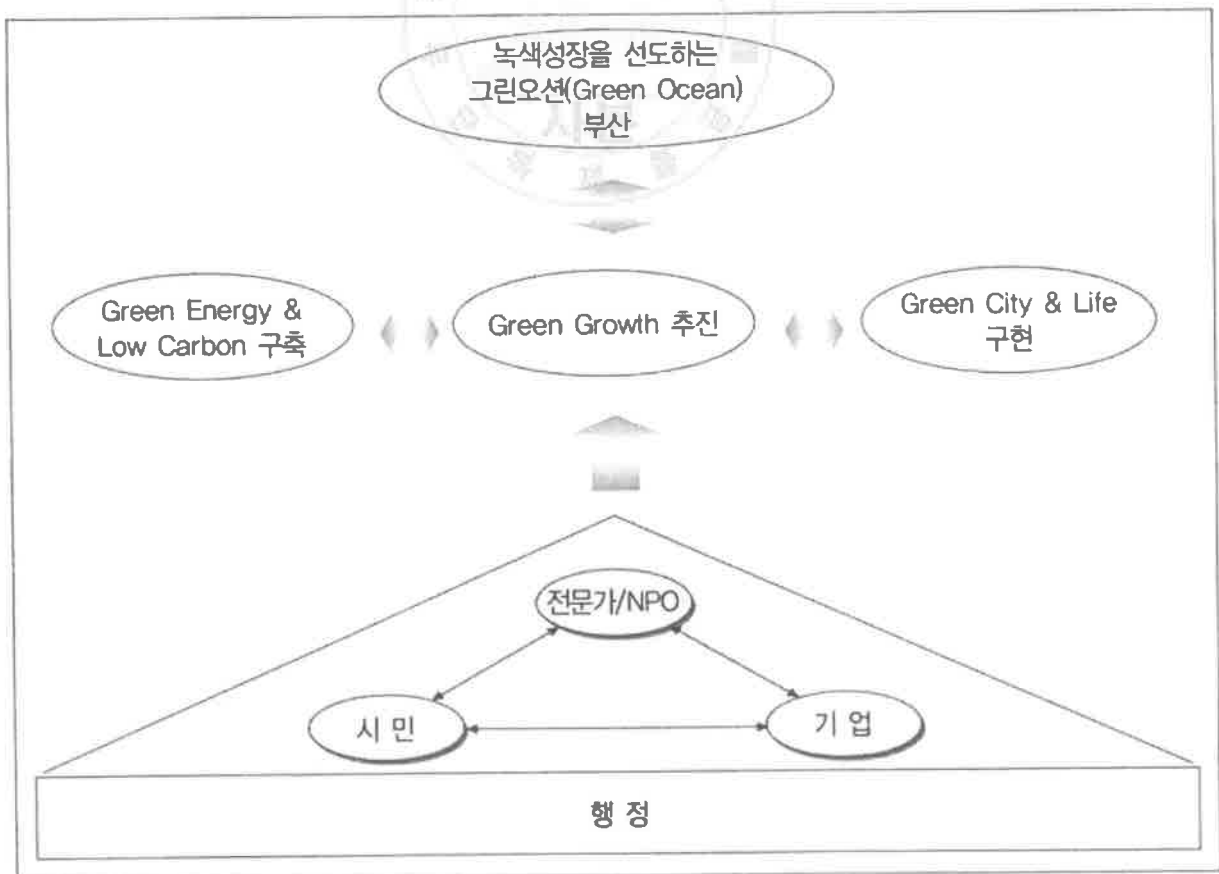 녹색성장을 선도하는
그린오션(Green Ocean)
부산
Green Energy &
Low Carbon 구축
Green Growth 추진
Green City & Life
구현
전문가/NPO
시 민
기 업
행 정